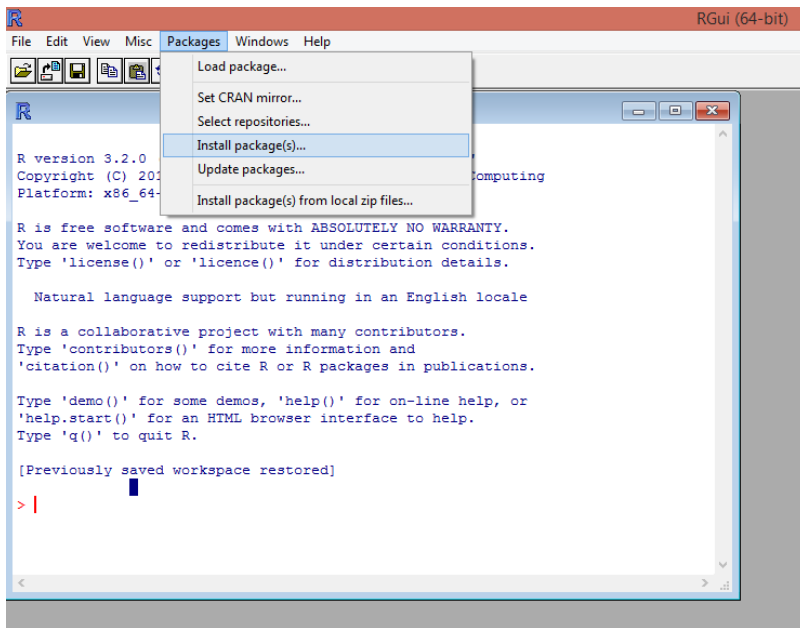 RGui (64-bit)
File Edit View Misc Packages Windows Help
Load package...
Set CRAN mirror...
Select repositories...
Install package(s)...
Update packages...
Install package(s) from local zip files...
R version 3.2.0
Copyright (C) 201 omputing
Platform: x86_64-
R is free software and comes with ABSOLUTELY NO WARRANTY.
You are welcome to redistribute it under certain conditions.
Type 'license()' or 'licence()' for distribution details.
Natural language support but running in an English locale
R is a collaborative project with many contributors.
Type 'contributors()' for more information and
'citation()' on how to cite R or R packages in publications.
Type 'demo()' for some demos, 'help()' for on-line help, or
'help.start()' for an HTML browser interface to help.
Type 'q()' to quit R.
[Previously saved workspace restored]
>